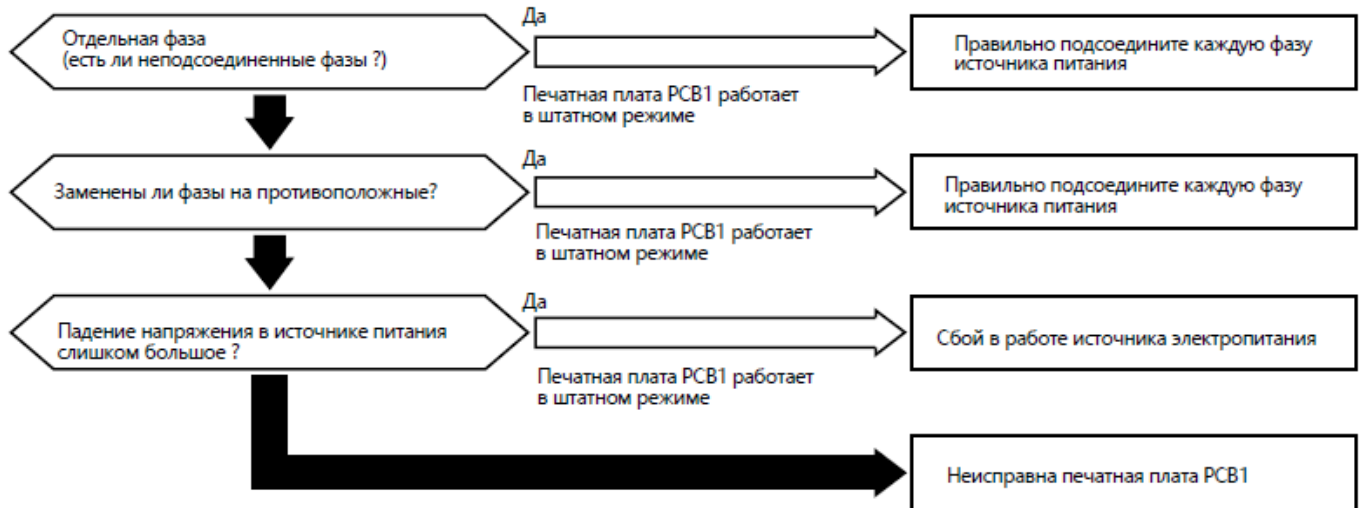 Да
Отдельная фаза
(есть ли неподсоединенные фазы ?)
Правильно подсоедините каждую фазу
источника питания
Печатная плата PCB1 работает
в штатном режиме
Да
Заменены ли фазы на противоположные?
Правильно подсоедините каждую фазу
источника питания
Печатная плата PCB1 работает
в штатном режиме
Да
Падение напряжения в источнике питания
слишком большое ?
Сбой в работе источника электропитания
Печатная плата PCB1 работает
в штатном режиме
Неисправна печатная плата PCB1